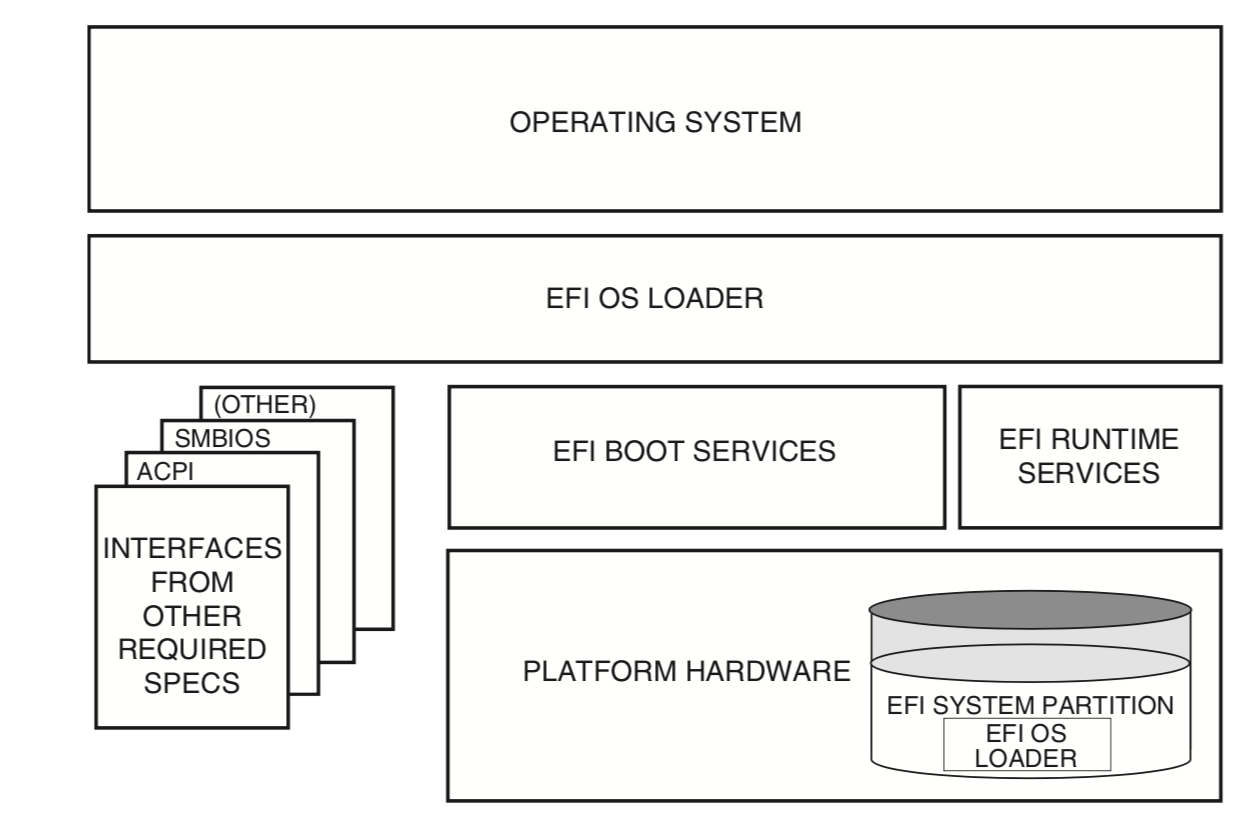 OPERATING SYSTEM
EFI OS LOADER
(OTHER)
SMBIOS
ACPI
INTERFACES
FROM
OTHER
REQUIRED
SPECS
EFI BOOT SERVICES
EFI RUNTIME
SERVICES
PLATFORM HARDWARE
EFI SYSTEM PARTITION
EFI OS
LOADER